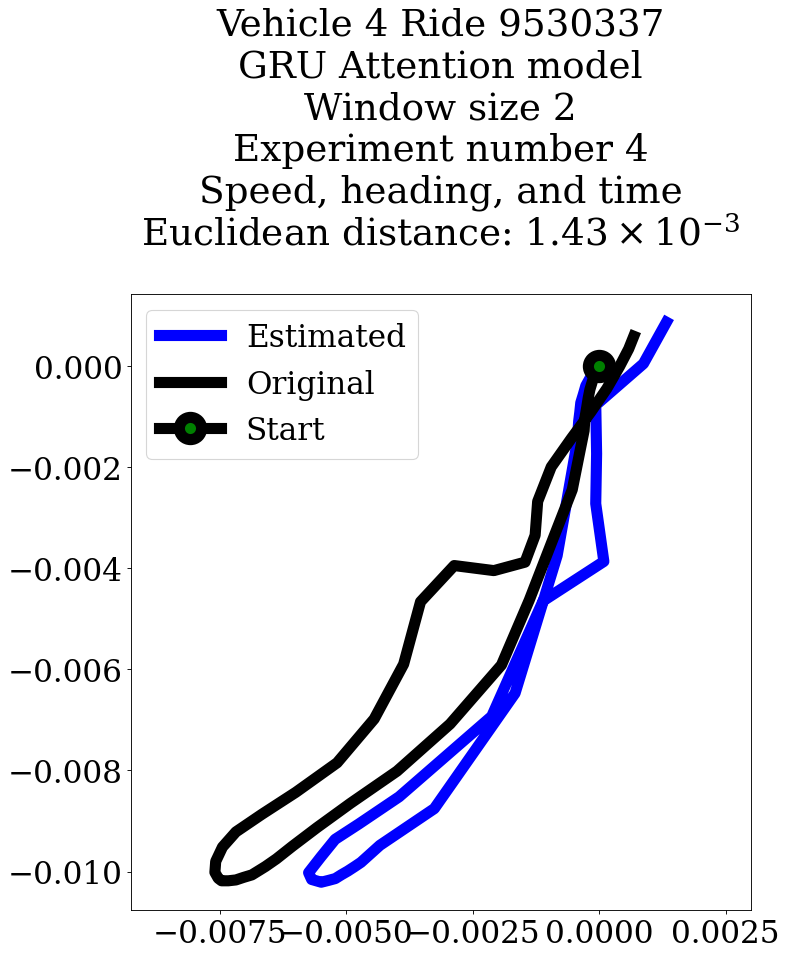 Vehicle 4 Ride 9530337
GRU Attention model
Window size 2
Experiment number 4
Speed, heading, and time
Euclidean distance: 1.43 × 10⁻³
Estimated
Original
Start
0.000
−0.002
−0.004
−0.006
−0.008
−0.010
−0.0075 −0.0050 −0.0025 0.0000 0.0025